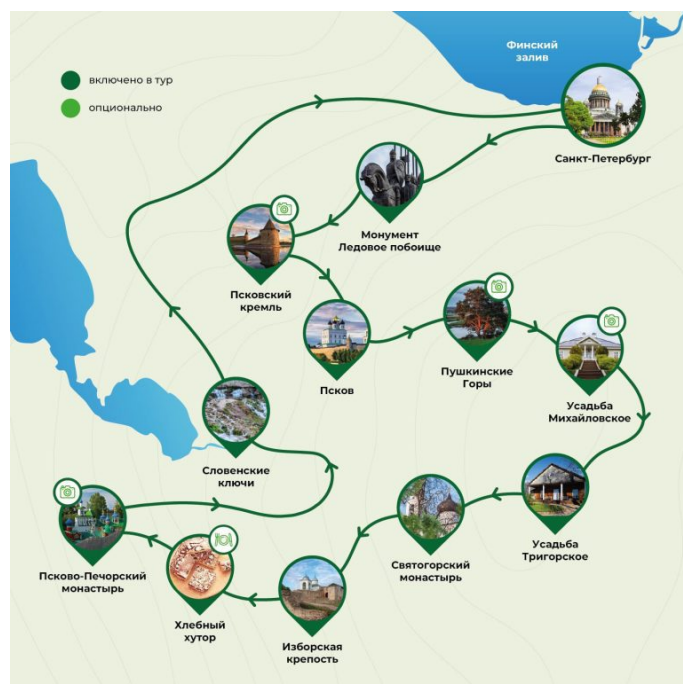 Финский
залив
включено в тур
опционально
Санкт-Петербург
Монумент
Ледовое побоище
Псковский
кремль
Псков
Пушкинские
Горы
Усадьба
Михайловское
Словенские
ключи
Усадьба
Тригорское
Святогорский
монастырь
Псково-Печорский
монастырь
Хлебный
хутор
Изборская
крепость